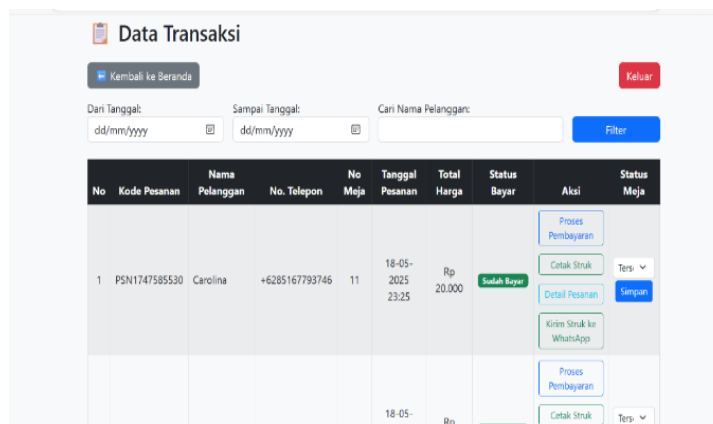 Data Transaksi
Kembali ke Beranda
Keluar
Dari Tanggal:
Sampai Tanggal:
Cari Nama Pelanggan:
dd/mm/yyyy
dd/mm/yyyy
Filter
No
Kode Pesanan
Nama
Pelanggan
No. Telepon
No
Meja
Tanggal
Pesanan
Total
Harga
Status
Bayar
Aksi
Status
Meja
1
PSN1747585530
Carolina
+6285167793746
11
18-05-
2025
23:25
Rp
20.000
Sudah Bayar
Proses
Pembayaran
Cetak Struk
Detail Pesanan
Kirim Struk ke
WhatsApp
Simpan
18-05-
Rp
Proses
Pembayaran
Cetak Struk